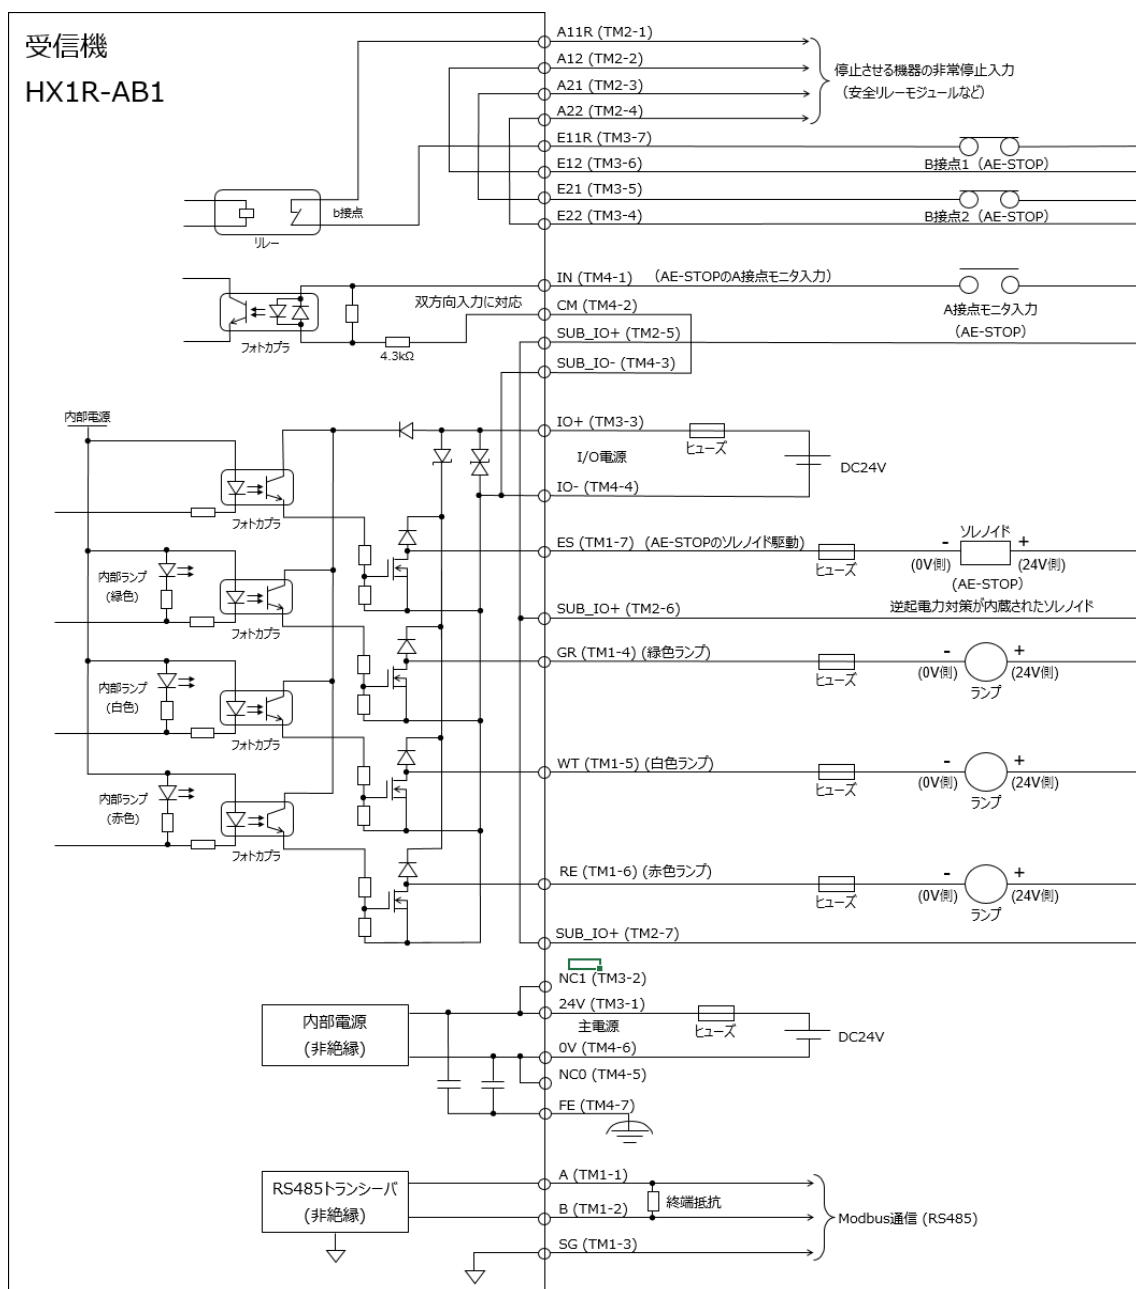 受信機
HX1R-AB1
A11R (TM2-1)
A12 (TM2-2)
A21 (TM2-3)
A22 (TM2-4)
停止させる機器の非常停止入力
(安全リレーモジュールなど)
E11R (TM3-7)
E12 (TM3-6)
B接点1 (AE-STOP)
E21 (TM3-5)
E22 (TM3-4)
B接点2 (AE-STOP)
b接点
リレー
IN (TM4-1) (AE-STOPのA接点モニタ入力)
CM (TM4-2)
双方向入力に対応
A接点モニタ入力
(AE-STOP)
SUB_IO+ (TM2-5)
SUB_IO- (TM4-3)
フォトカプラ
4.3kΩ
内部電源
IO+ (TM3-3)
ヒューズ
I/O電源
DC24V
IO- (TM4-4)
フォトカプラ
ES (TM1-7) (AE-STOPのソレノイド駆動)
ヒューズ
ソレノイド
- +
(0V側) (24V側)
(AE-STOP)
逆起電力対策が内蔵されたソレノイド
SUB_IO+ (TM2-6)
内部ランプ
(緑色)
フォトカプラ
GR (TM1-4) (緑色ランプ)
ヒューズ
- +
(0V側) (24V側)
ランプ
内部ランプ
(白色)
フォトカプラ
WT (TM1-5) (白色ランプ)
ヒューズ
- +
(0V側) (24V側)
ランプ
内部ランプ
(赤色)
フォトカプラ
RE (TM1-6) (赤色ランプ)
ヒューズ
- +
(0V側) (24V側)
ランプ
SUB_IO+ (TM2-7)
NC1 (TM3-2)
24V (TM3-1)
主電源
ヒューズ
DC24V
0V (TM4-6)
NC0 (TM4-5)
FE (TM4-7)
内部電源
(非絶縁)
RS485トランシーバ
(非絶縁)
A (TM1-1)
終端抵抗
B (TM1-2)
SG (TM1-3)
Modbus通信 (RS485)